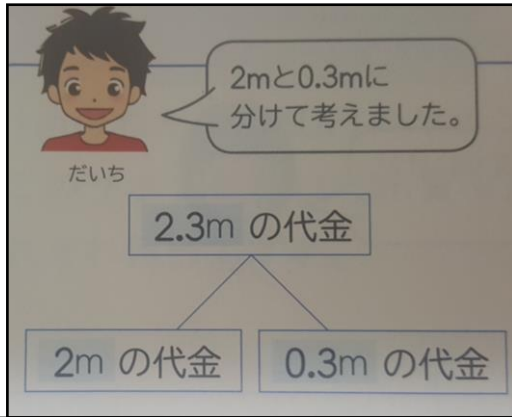 2mと0.3mに
分けて考えました。
だいち
2.3m の代金
2m の代金
0.3m の代金